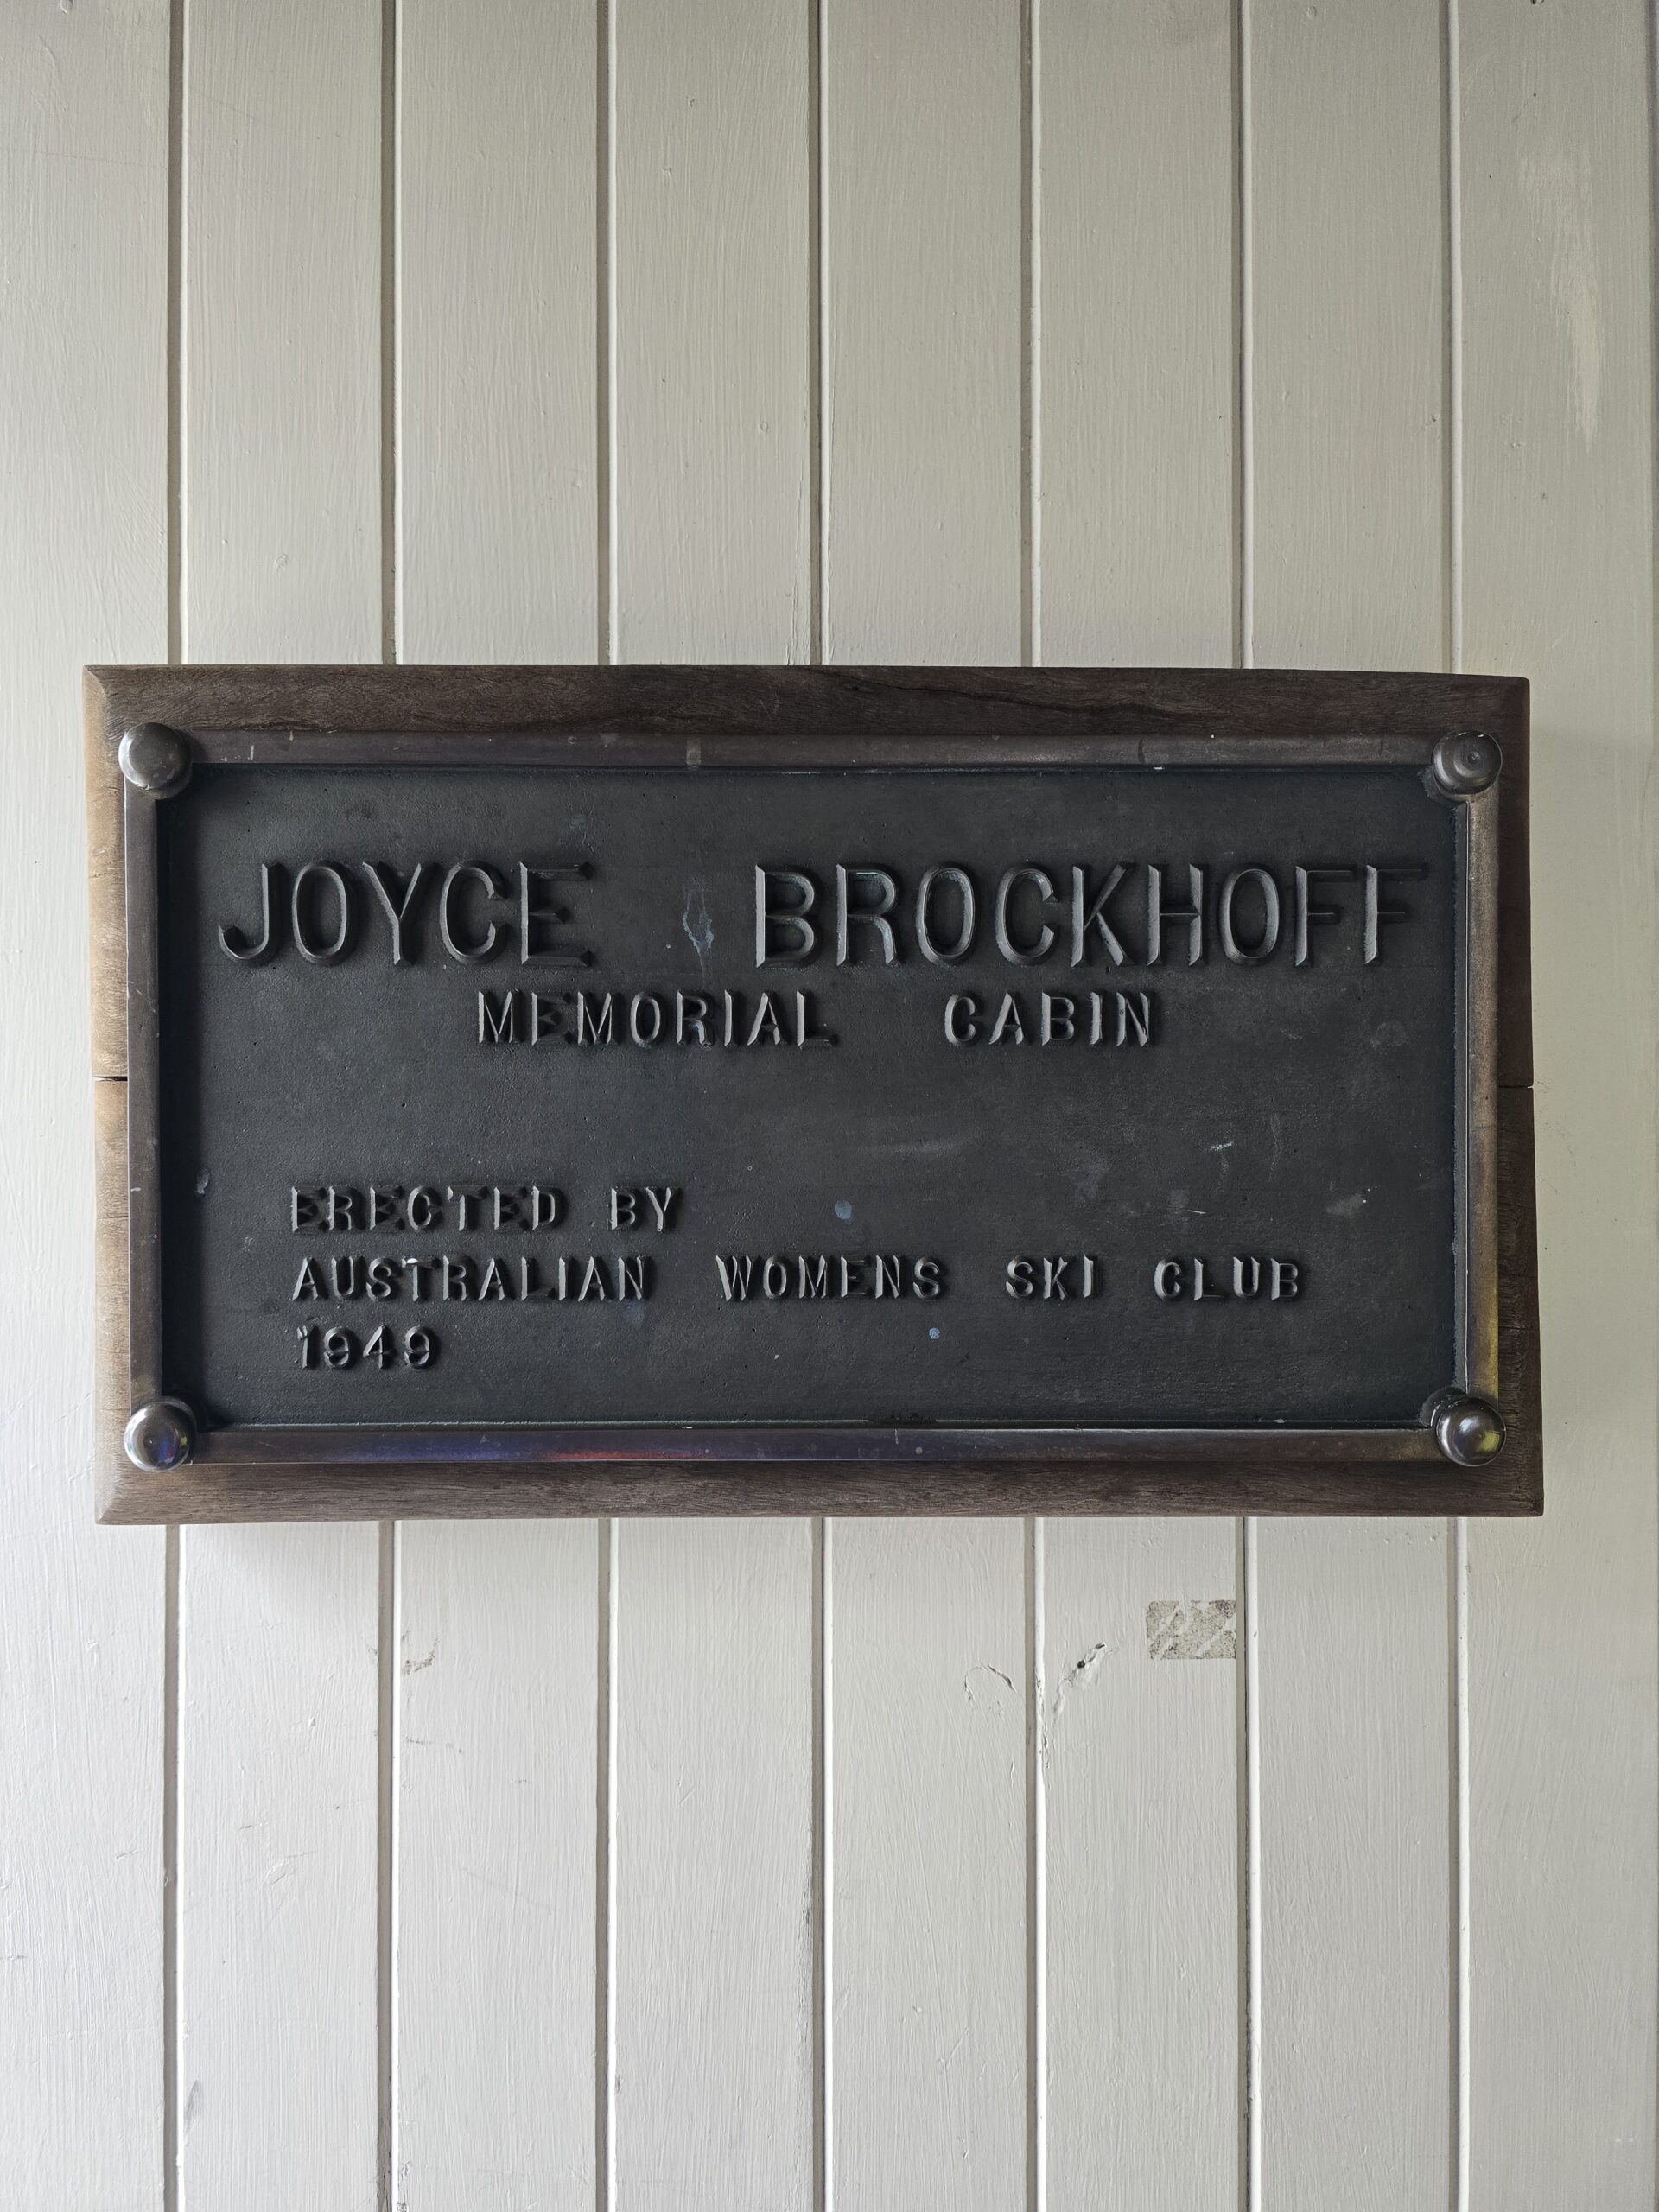 JOYCE BROCKHOFF
MEMORIAL CABIN
ERECTED BY
AUSTRALIAN WOMENS SKI CLUB
1949